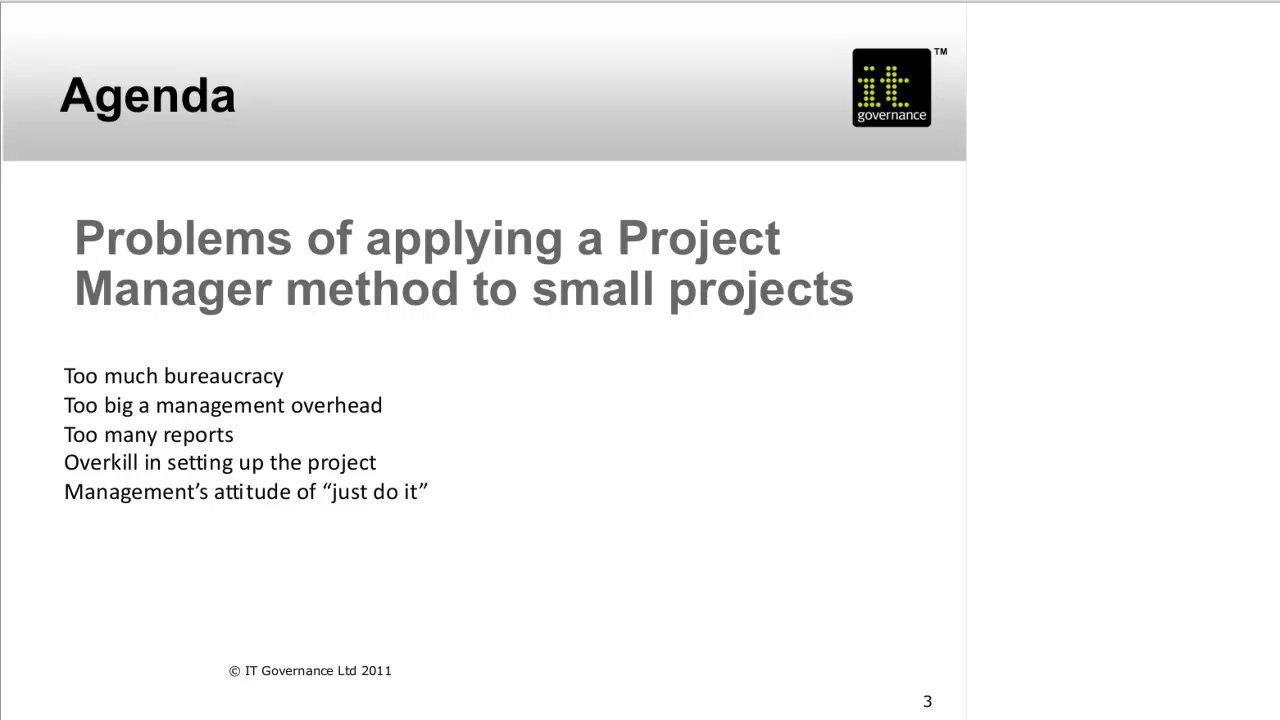 Agenda
TM
it
governance
Problems of applying a Project
Manager method to small projects
Too much bureaucracy
Too big a management overhead
Too many reports
Overkill in setting up the project
Management’s attitude of “just do it”
© IT Governance Ltd 2011
3